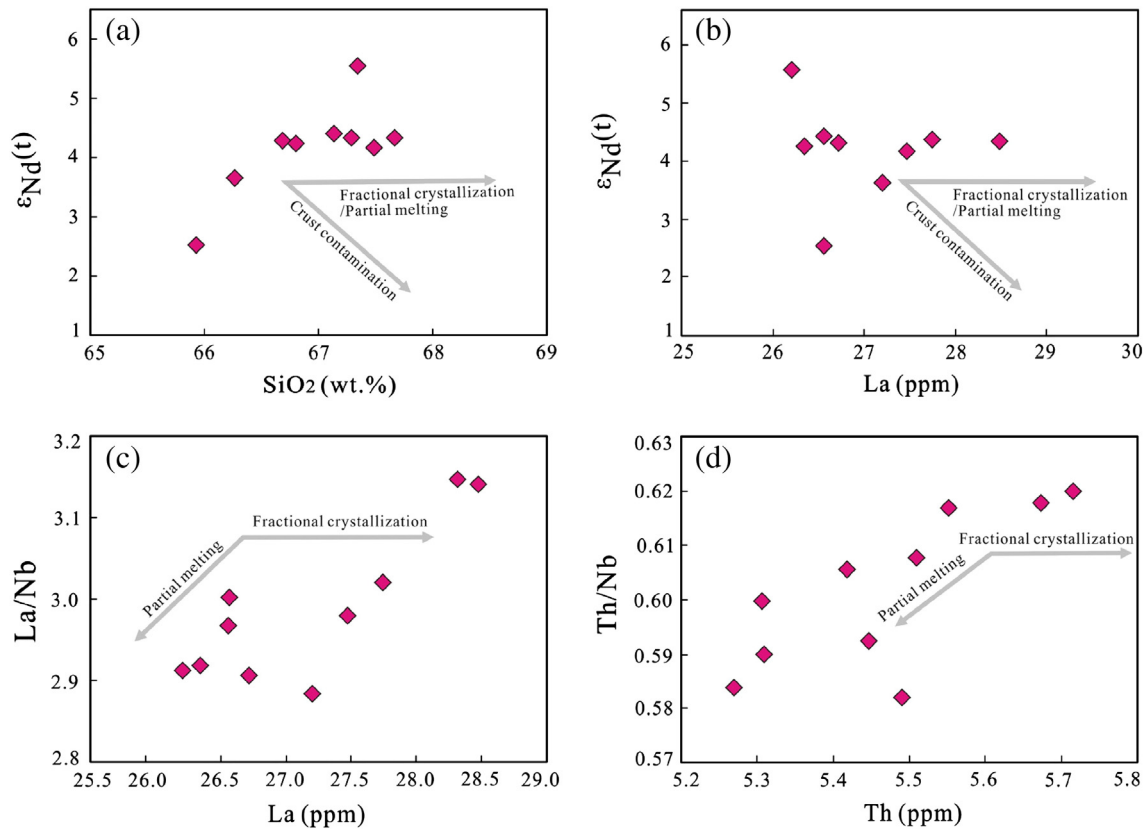 (a)
6
5
4
3
2
1
εNd(t)
Fractional crystallization
/Partial melting
Crust contamination
65 66 67 68 69
SiO2 (wt.%)
(b)
6
5
4
3
2
1
εNd(t)
Fractional crystallization
/Partial melting
Crust contamination
25 26 27 28 29 30
La (ppm)
(c)
3.2
3.1
3.0
2.9
2.8
La/Nb
Fractional crystallization
Partial melting
25.5 26.0 26.5 27.0 27.5 28.0 28.5 29.0
La (ppm)
(d)
0.63
0.62
0.61
0.60
0.59
0.58
0.57
Th/Nb
Fractional crystallization
Partial melting
5.2 5.3 5.4 5.5 5.6 5.7 5.8
Th (ppm)